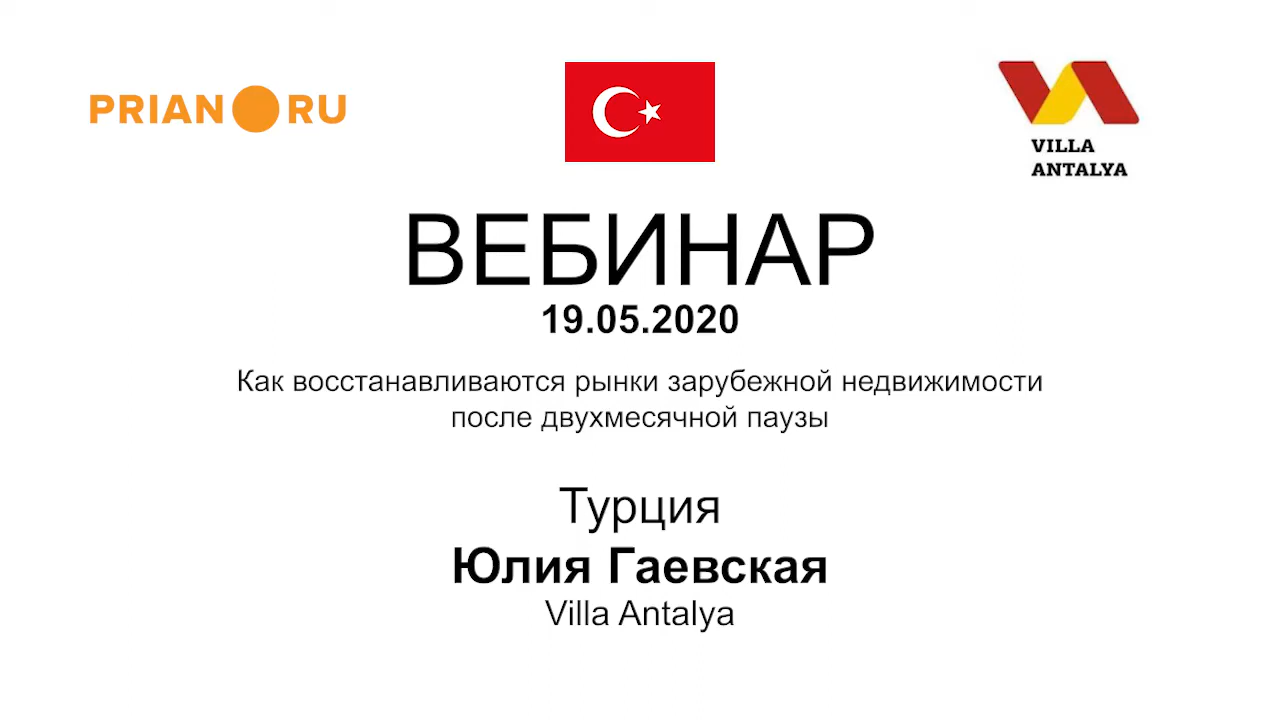 PRIAN RU
VILLA
ANTALYA
ВЕБИНАР
19.05.2020
Как восстанавливаются рынки зарубежной недвижимости
после двухмесячной паузы
Турция
Юлия Гаевская
Villa Antalya